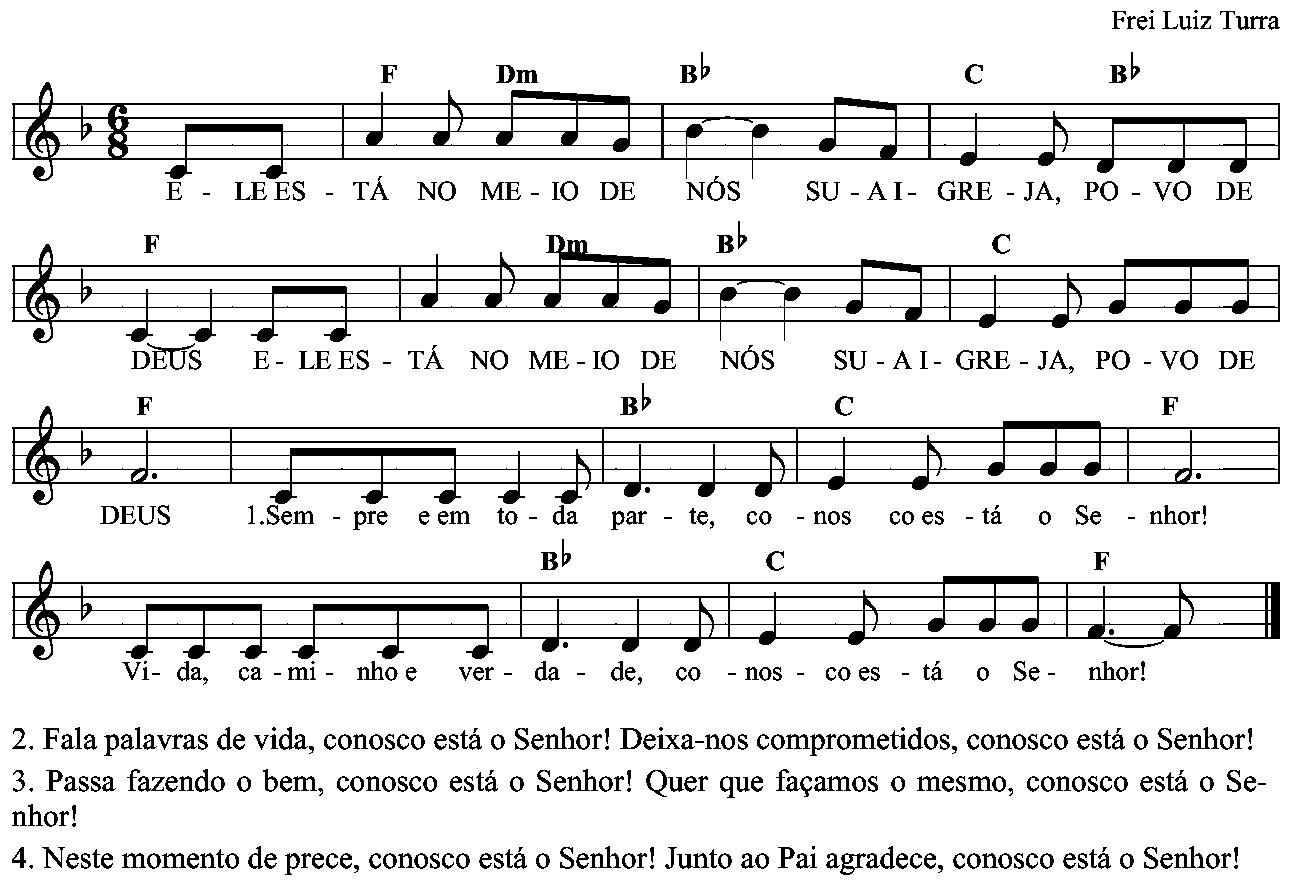 Frei Luiz Turra
F Dm B♭ C B♭
6
8
E - LE ES - TÁ NO ME - IO DE NÓS SU - A I - GRE - JA, PO - VO DE
F Dm B♭ C
DEUS E - LE ES - TÁ NO ME - IO DE NÓS SU - A I - GRE - JA, PO - VO DE
F B♭ C F
DEUS 1.Sem - pre e em to - da par - te, co - nos co es - tá o Se - nhor!
B♭ C F
Vi- da, ca - mi - nho e ver - da - de, co - nos - co es - tá o Se - nhor!
2. Fala palavras de vida, conosco está o Senhor! Deixa-nos comprometidos, conosco está o Senhor!
3. Passa fazendo o bem, conosco está o Senhor! Quer que façamos o mesmo, conosco está o Se-
nhor!
4. Neste momento de prece, conosco está o Senhor! Junto ao Pai agradece, conosco está o Senhor!